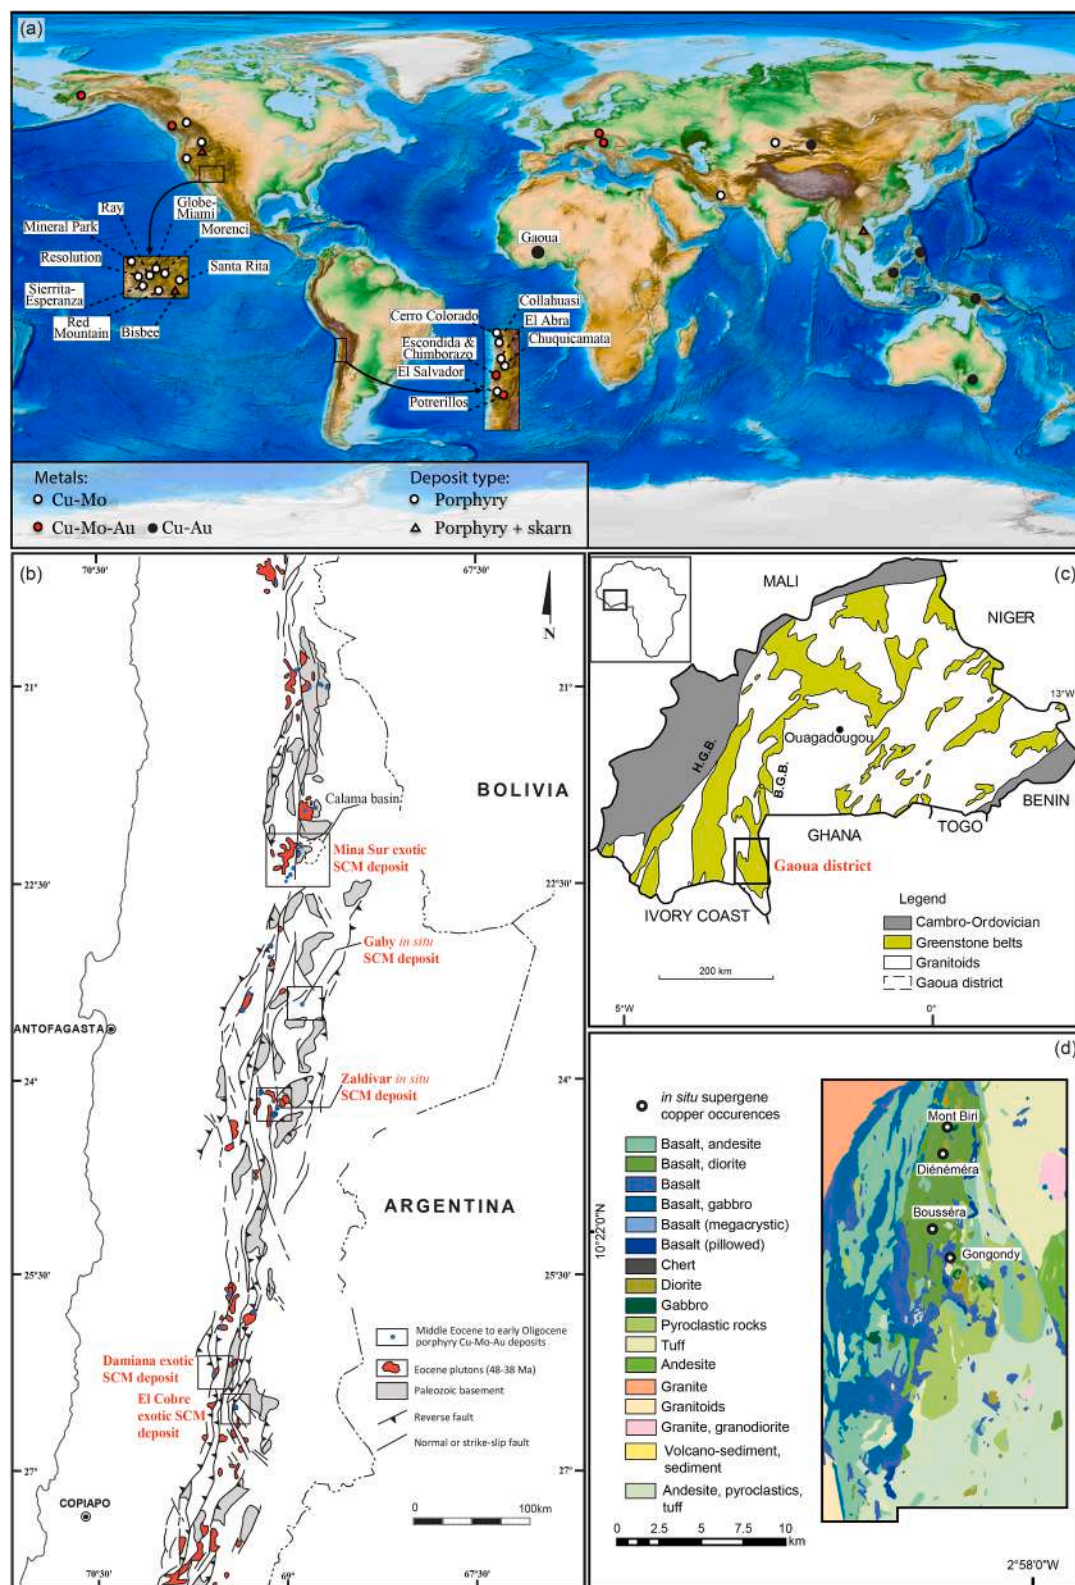 (a)
Ray
Globe-
Miami
Mineral Park
Morenci
Resolution
Santa Rita
Sierrita-
Esperanza
Red
Mountain
Bisbee
Gaoua
Collahuasi
Cerro Colorado
El Abra
Escondida &
Chimborazo
Chuquicamata
El Salvador
Potrerillos
Metals:
Cu-Mo
Cu-Mo-Au
Cu-Au
Deposit type:
Porphyry
Porphyry + skarn
(b)
70°30'
67°30'
N
21°
21°
BOLIVIA
Calama basin
Mina Sur exotic
SCM deposit
22°30'
22°30'
Gaby in situ
SCM deposit
ANTOFAGASTA
24°
24°
Zaldívar in situ
SCM deposit
ARGENTINA
25°30'
25°30'
Damiana exotic
SCM deposit
El Cobre
exotic SCM
deposit
Middle Eocene to early Oligocene
porphyry Cu-Mo-Au deposits
Eocene plutons (48-38 Ma)
Paleozoic basement
Reverse fault
Normal or strike-slip fault
27°
27°
COPIAPO
0
100km
70°30'
69°
67°30'
(c)
MALI
NIGER
13°
Ouagadougou
H.G.B.
B.G.B.
BENIN
TOGO
GHANA
Gaoua district
IVORY COAST
Legend
Cambro-Ordovician
Greenstone belts
Granitoids
Gaoua district
200 km
5°W
0°
(d)
in situ supergene
copper occurences
Basalt, andesite
Basalt, diorite
Basalt
Basalt, gabbro
Basalt (megacrystic)
Basalt (pillowed)
Chert
Diorite
Gabbro
Pyroclastic rocks
Tuff
Andesite
Granite
Granitoids
Granite, granodiorite
Volcano-sediment,
sediment
Andesite, pyroclastics,
tuff
0 2.5 5 7.5 10
km
Mont Biri
Diénéméra
Bousséra
Gongondy
10°22'0"N
2°58'0"W